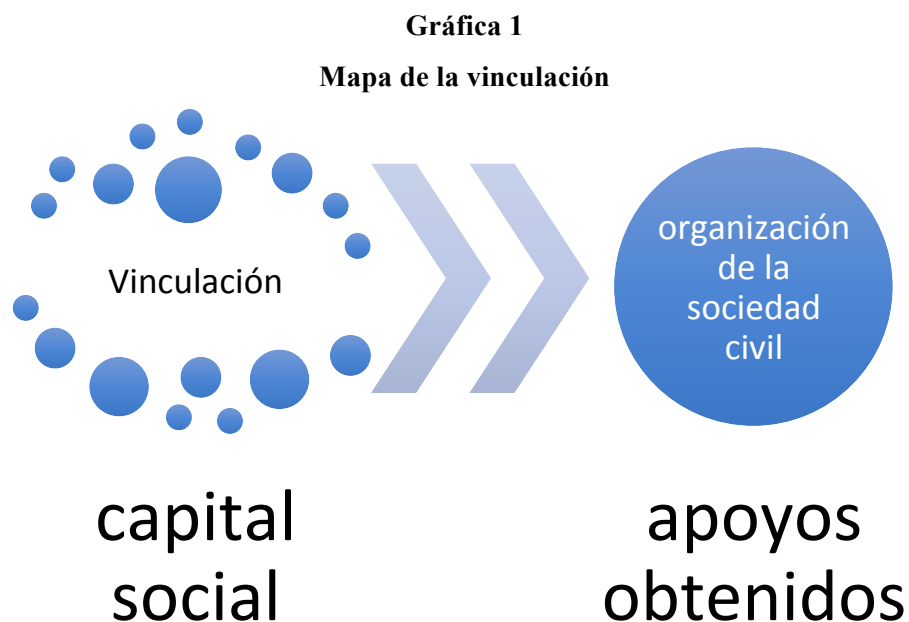 Gráfica 1
Mapa de la vinculación
Vinculación
organización
de la
sociedad
civil
capital
social
apoyos
obtenidos